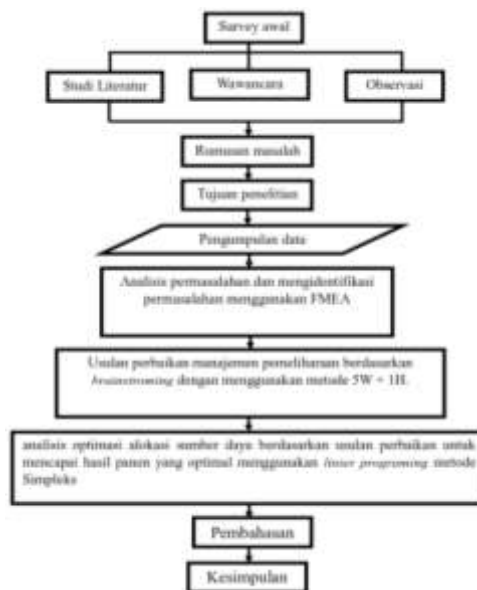 Survey awal
Studi Literatur
Wawancara
Observasi
Rumusan masalah
Tujuan penelitian
Pengumpulan data
Analisis permasalahan dan mengidentifikasi
permasalahan menggunakan FMEA
Usulan perbaikan manajemen pemeliharaan berdasarkan
brainstroming dengan menggunakan metode 5W + 1H.
analisis optimasi alokasi sumber daya berdasarkan usulan perbaikan untuk
mencapai hasil panen yang optimal menggunakan linier programing metode
Simpleks
Pembahasan
Kesimpulan